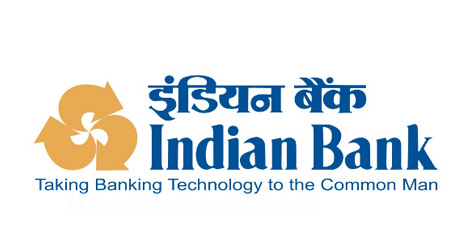 इंडियन बैंक
Indian Bank
Taking Banking Technology to the Common Man